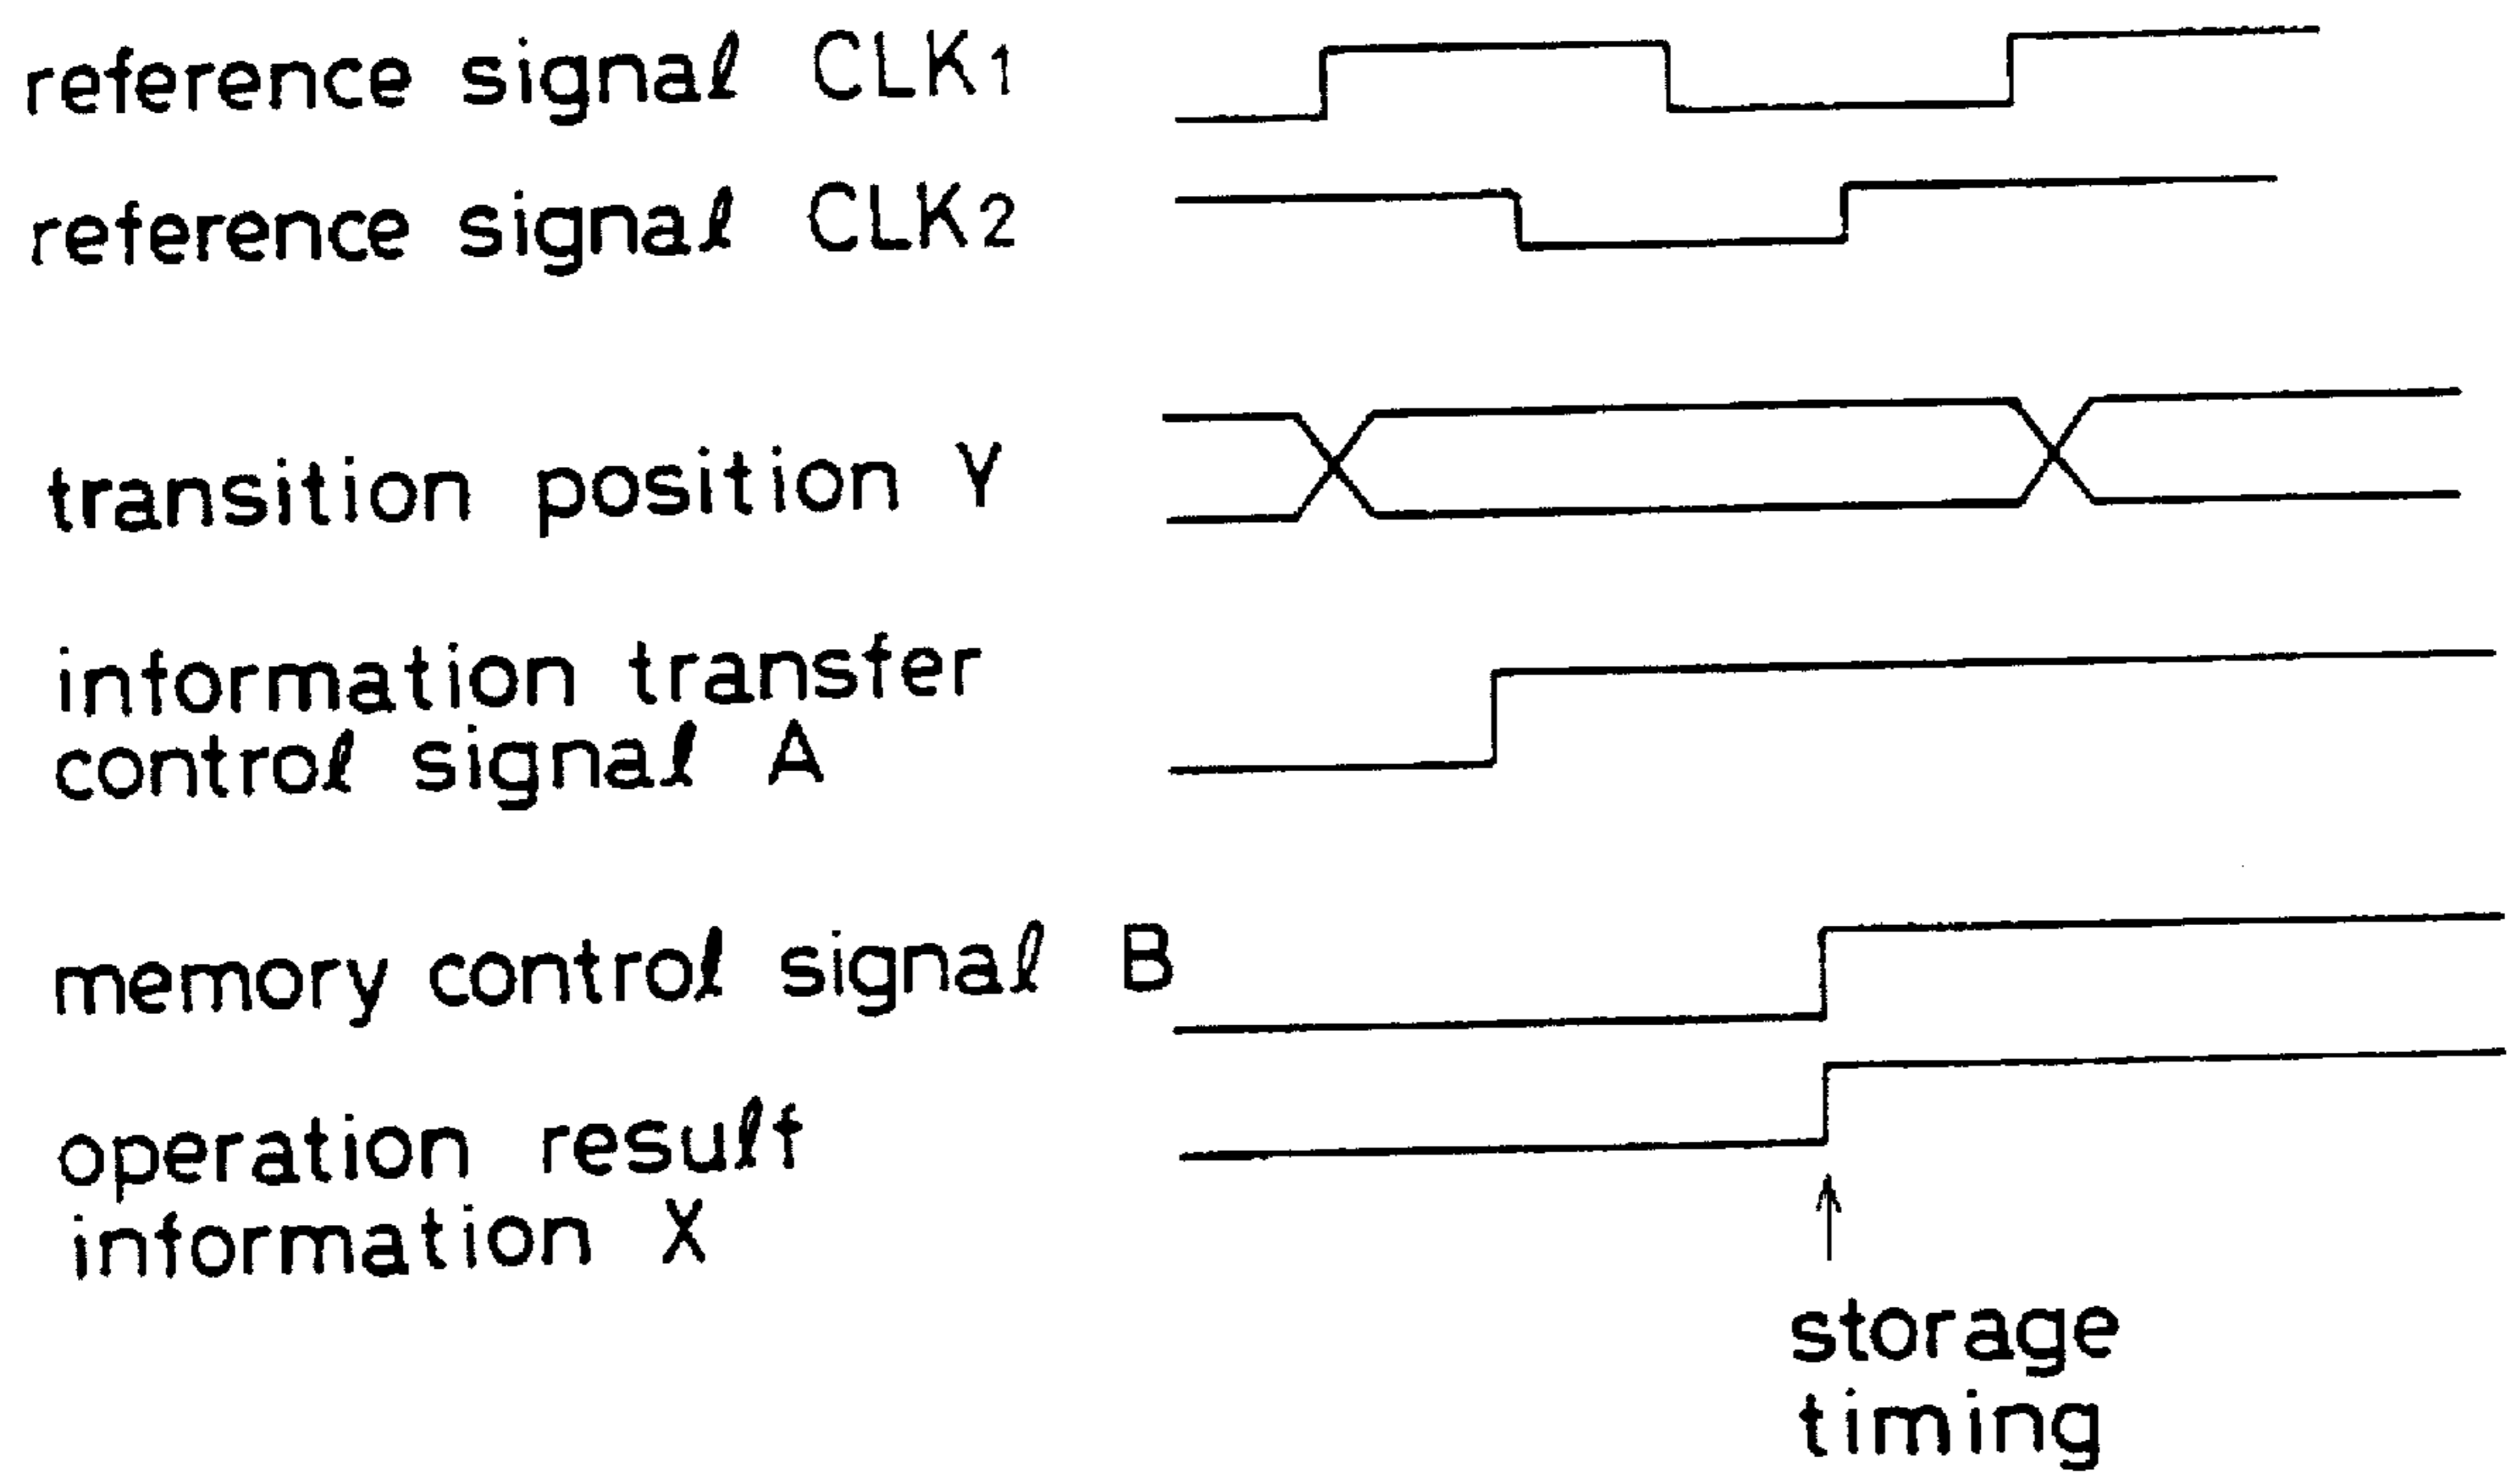 reference signal CLK1
reference signal CLK2
transition position Y
information transfer
control signal A
memory control signal B
operation result
information X
storage
timing